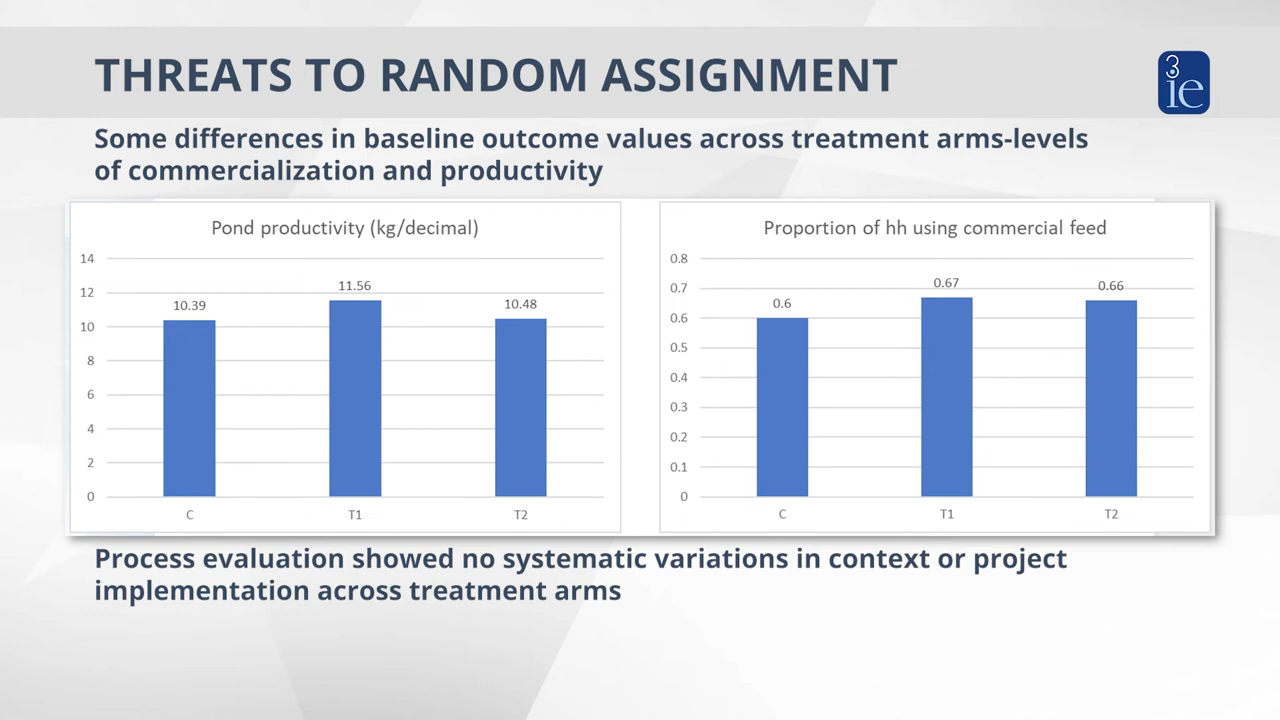 THREATS TO RANDOM ASSIGNMENT
3
ie
Some differences in baseline outcome values across treatment arms-levels
of commercialization and productivity
Pond productivity (kg/decimal)
14
12
10
8
6
4
2
0
10.39
11.56
10.48
C
T1
T2
Proportion of hh using commercial feed
0.8
0.7
0.6
0.5
0.4
0.3
0.2
0.1
0
0.6
0.67
0.66
C
T1
T2
Process evaluation showed no systematic variations in context or project
implementation across treatment arms